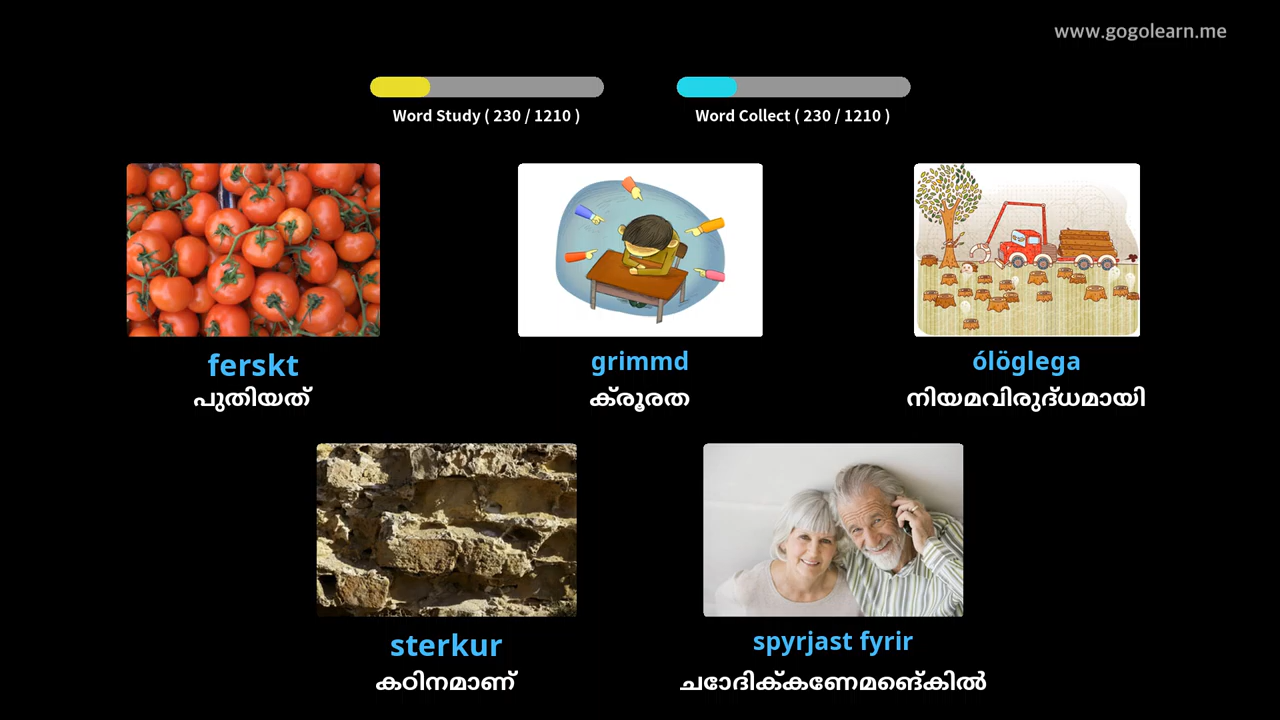 www.gogolearn.me
Word Study ( 230 / 1210 )
Word Collect ( 230 / 1210 )
ferskt
പുതിയത്
grimmd
ക്രൂരത
ólöglega
നിയമവിരുദ്ധമായി
sterkur
കഠിനമാണ്
spyrjast fyrir
ചോദിക്കണേമെങ്കിൽ